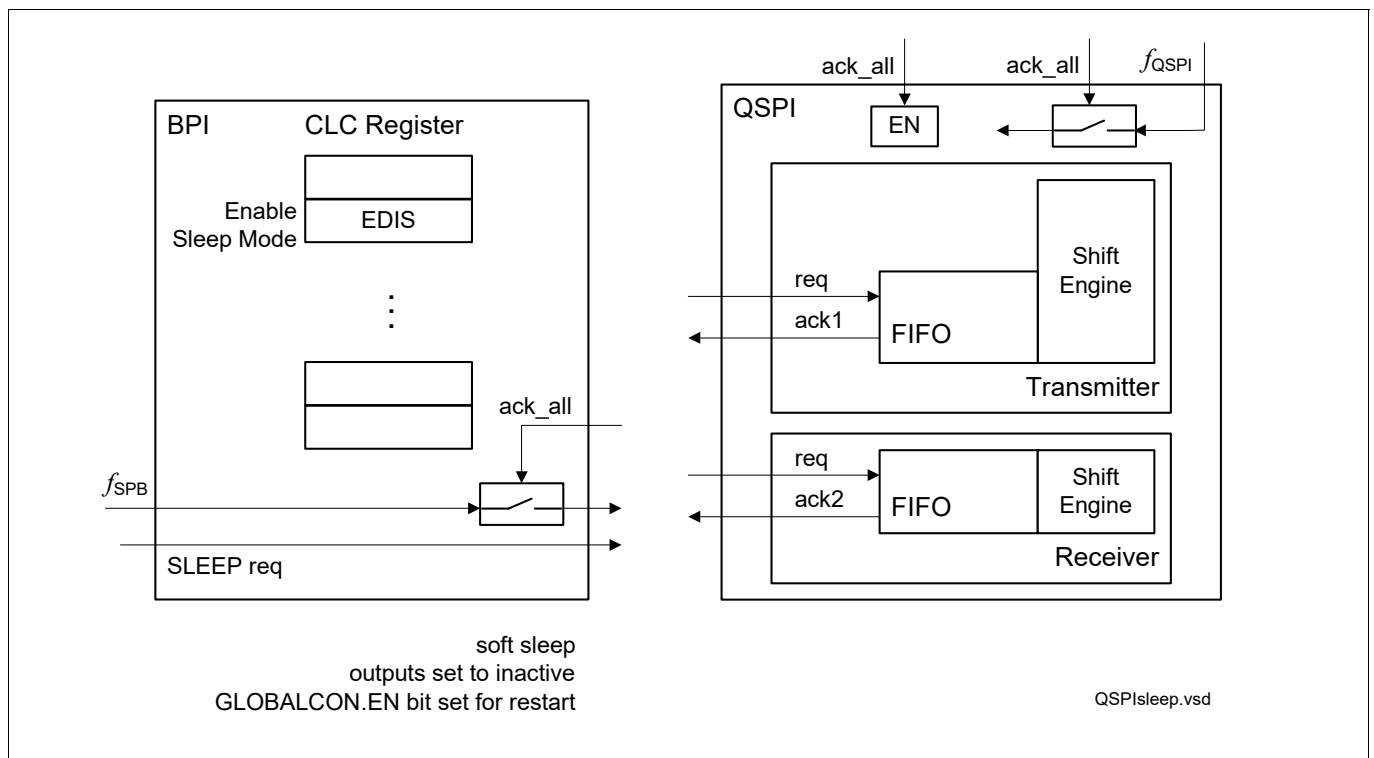 BPI
CLC Register
Enable
Sleep Mode
EDIS
ack_all
fSPB
SLEEP req
soft sleep
outputs set to inactive
GLOBALCON.EN bit set for restart
ack_all
ack_all
fQSPI
QSPI
EN
req
ack1
FIFO
Shift
Engine
Transmitter
req
ack2
FIFO
Shift
Engine
Receiver
QSPIsleep.vsd